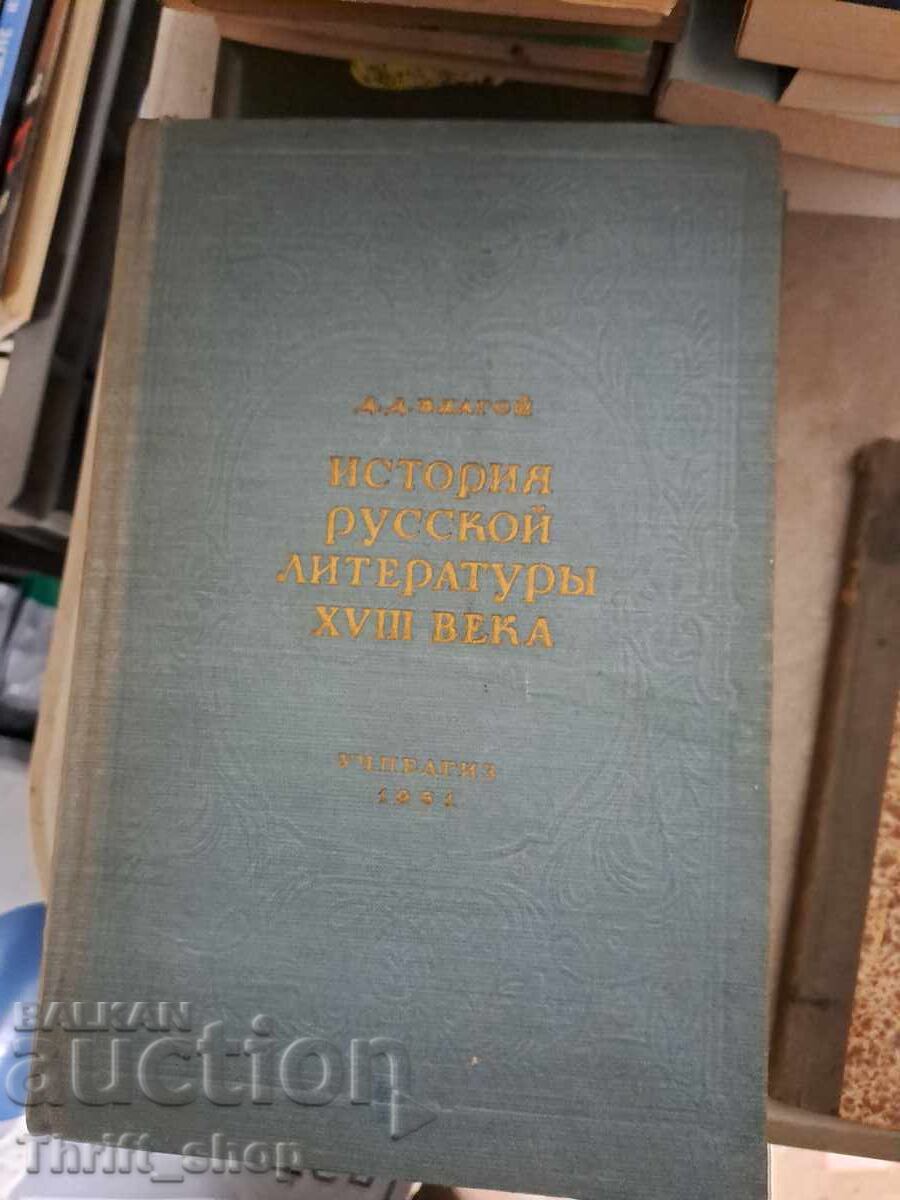 Д.Д.БЛАГОЙ
ИСТОРИЯ
РУССКОЙ
ЛИТЕРАТУРЫ
XVIII ВЕКА
УЧПЕДГИЗ
1951
BALKAN
auction
Thrift_shop